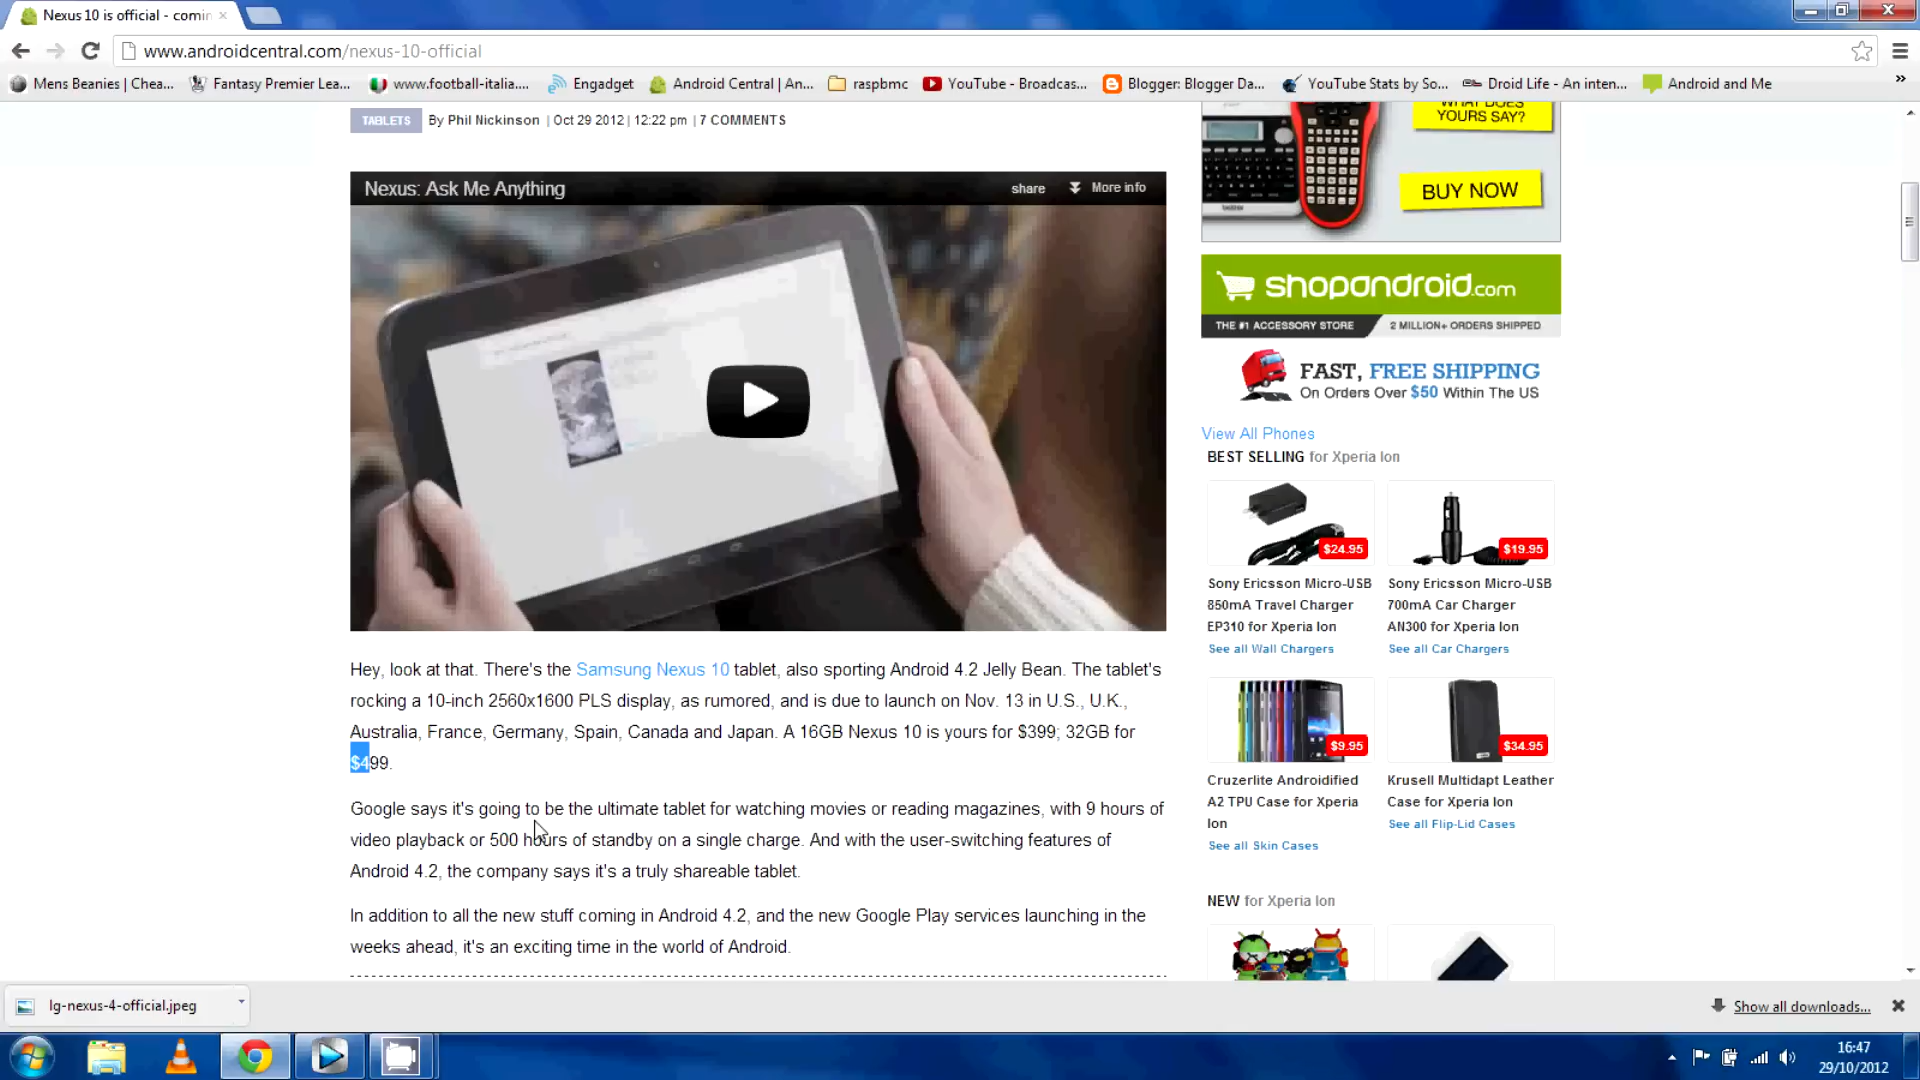 Nexus 10 is official - comin
www.androidcentral.com/nexus-10-official
Mens Beanies | Chea...
Fantasy Premier Lea...
www.football-italia....
Engadget
Android Central | An...
raspbmc
YouTube - Broadcas...
Blogger: Blogger Da...
YouTube Stats by So...
Droid Life - An inten...
Android and Me
TABLETS
By Phil Nickinson | Oct 29 2012 | 12:22 pm | 7 COMMENTS
Nexus: Ask Me Anything
share
More info
Hey, look at that. There's the Samsung Nexus 10 tablet, also sporting Android 4.2 Jelly Bean. The tablet's
rocking a 10-inch 2560x1600 PLS display, as rumored, and is due to launch on Nov. 13 in U.S., U.K.,
Australia, France, Germany, Spain, Canada and Japan. A 16GB Nexus 10 is yours for $399; 32GB for
$499.
Google says it's going to be the ultimate tablet for watching movies or reading magazines, with 9 hours of
video playback or 500 hours of standby on a single charge. And with the user-switching features of
Android 4.2, the company says it's a truly shareable tablet.
In addition to all the new stuff coming in Android 4.2, and the new Google Play services launching in the
weeks ahead, it's an exciting time in the world of Android.
WHAT DOES
YOURS SAY?
BUY NOW
brother
shopandroid.com
THE #1 ACCESSORY STORE
2 MILLION+ ORDERS SHIPPED
FAST, FREE SHIPPING
On Orders Over $50 Within The US
View All Phones
BEST SELLING for Xperia Ion
$24.95
Sony Ericsson Micro-USB
850mA Travel Charger
EP310 for Xperia Ion
See all Wall Chargers
$19.95
Sony Ericsson Micro-USB
700mA Car Charger
AN300 for Xperia Ion
See all Car Chargers
$9.95
Cruzerlite Androidified
A2 TPU Case for Xperia
Ion
See all Skin Cases
$34.95
Krusell Multidapt Leather
Case for Xperia Ion
See all Flip-Lid Cases
NEW for Xperia Ion
lg-nexus-4-official.jpeg
Show all downloads...
16:47
29/10/2012